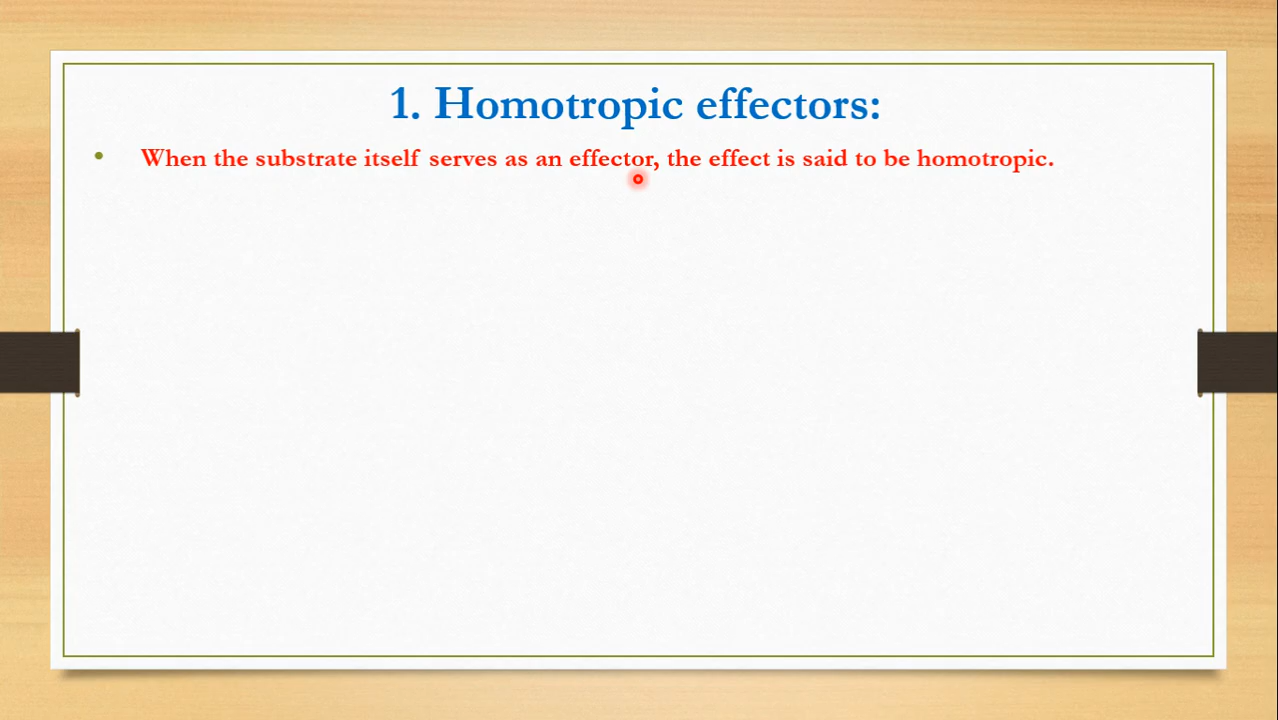 1. Homotropic effectors:
• When the substrate itself serves as an effector, the effect is said to be homotropic.